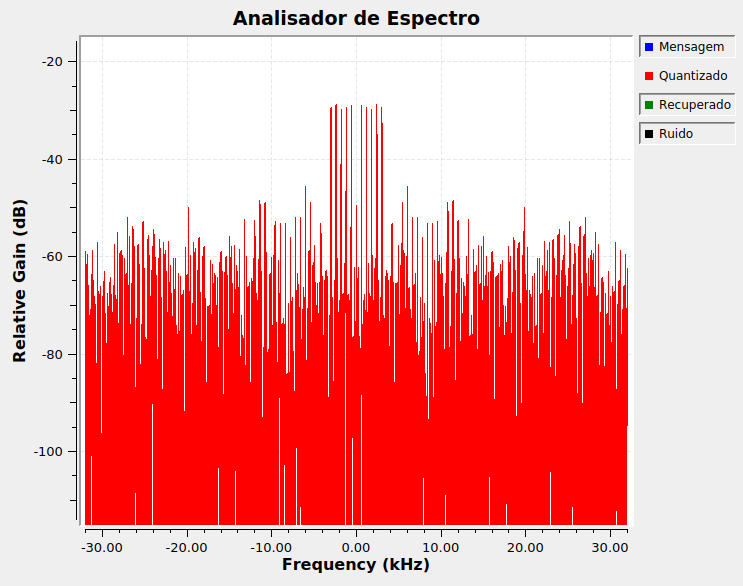 Analisador de Espectro
Mensagem
Quantizado
Recuperado
Ruido
Relative Gain (dB)
-20
-40
-60
-80
-100
-30.00 -20.00 -10.00 0.00 10.00 20.00 30.00
Frequency (kHz)